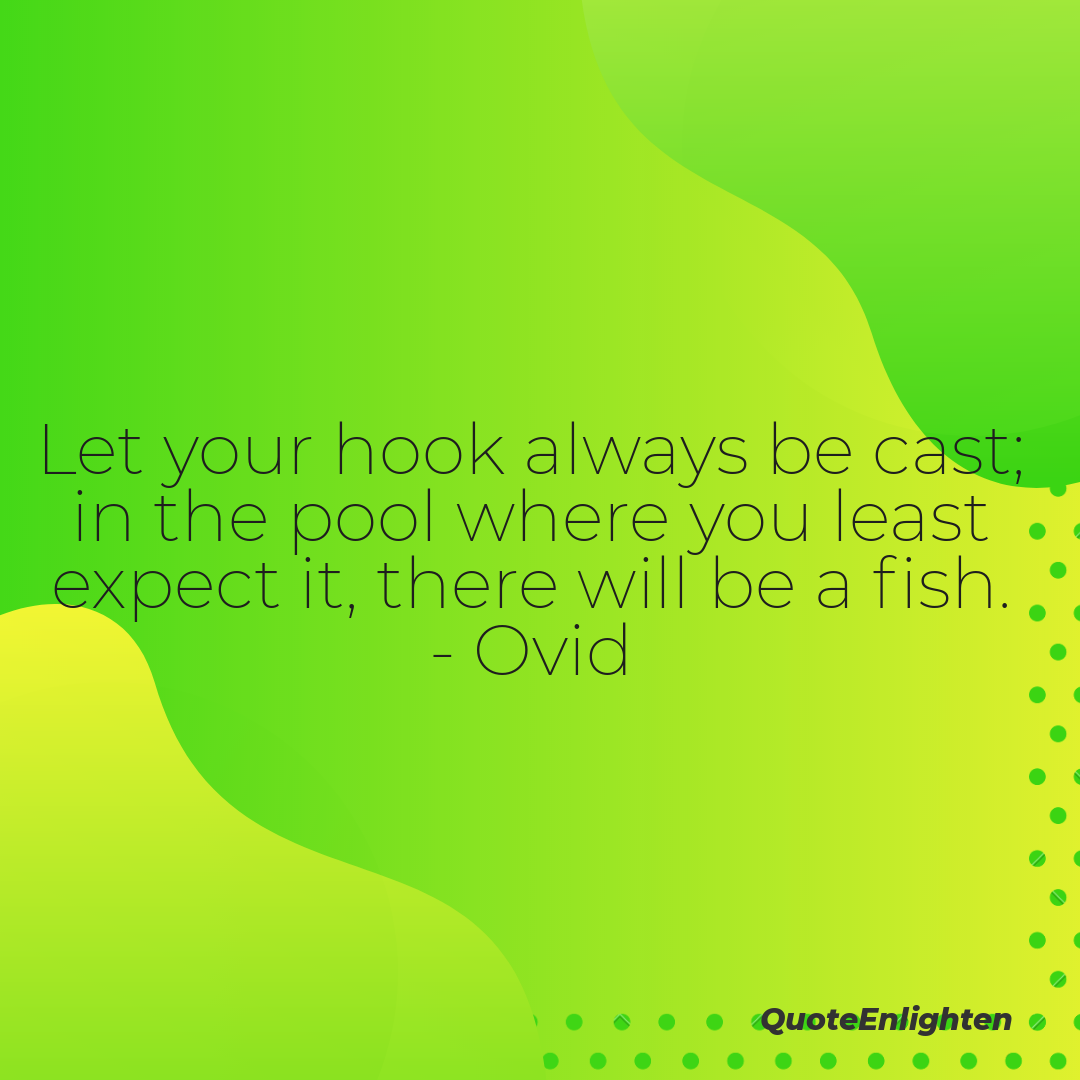 Let your hook always be cast;
in the pool where you least
expect it, there will be a fish.
- Ovid
QuoteEnlighten